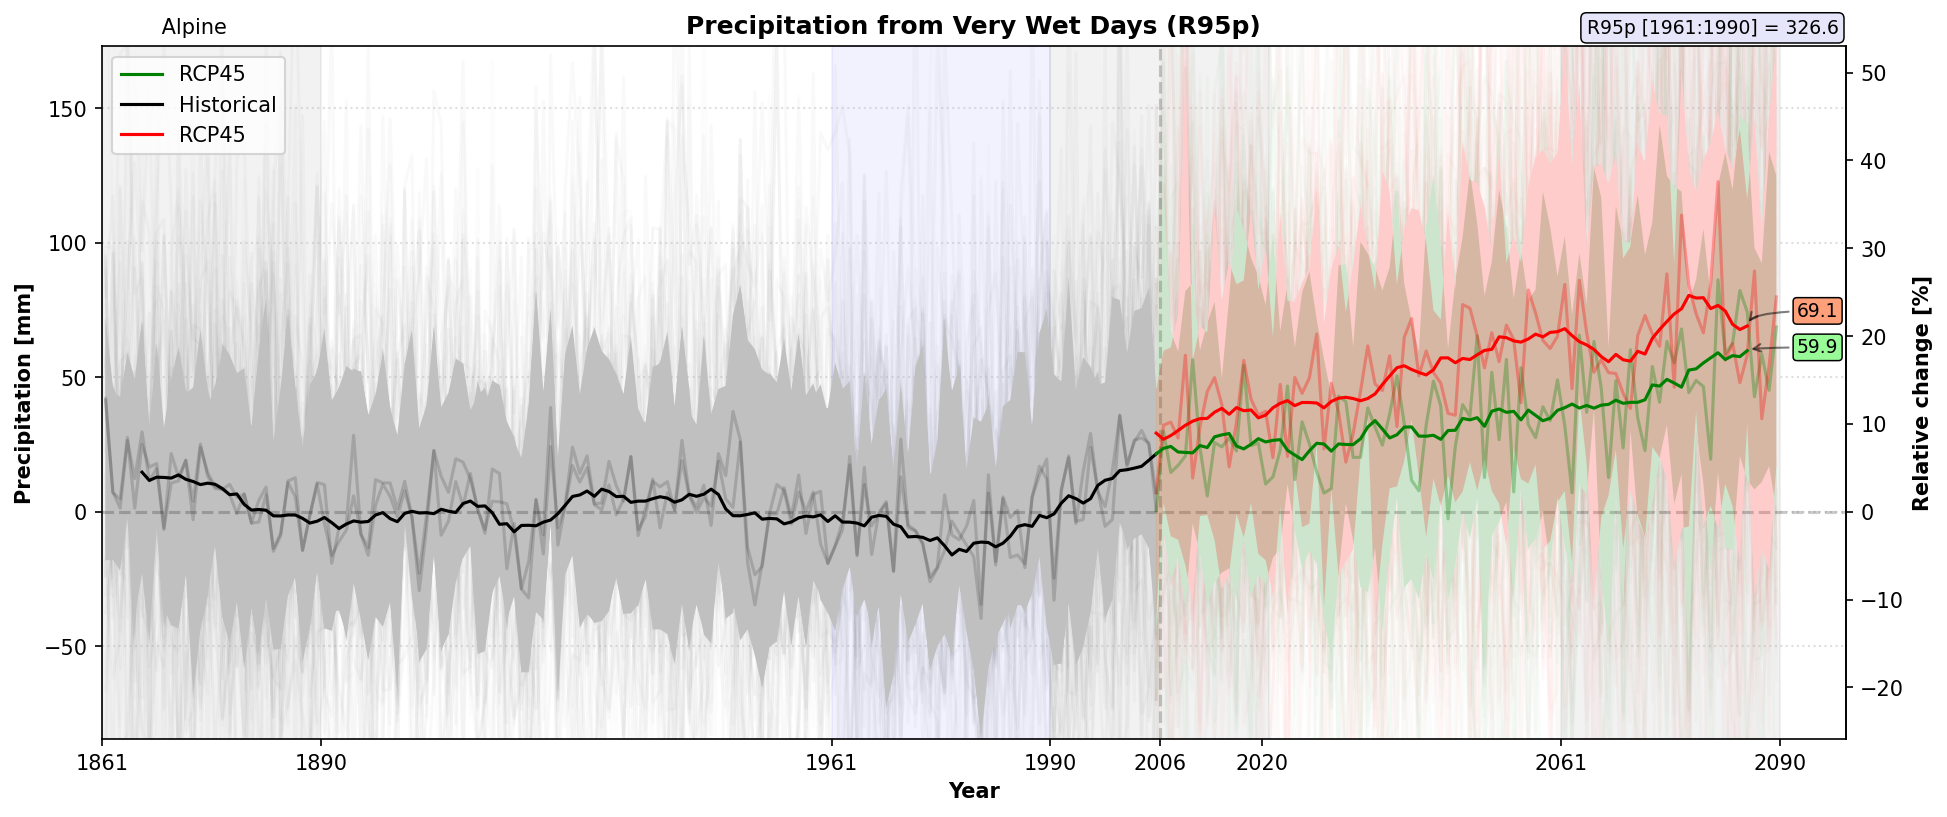 Alpine
Precipitation from Very Wet Days (R95p)
R95p [1961:1990] = 326.6
RCP45
Historical
RCP45
150
100
50
0
−50
Precipitation [mm]
50
40
30
20
10
0
−10
−20
Relative change [%]
69.1
59.9
1861
1890
1961
1990
2006
2020
2061
2090
Year